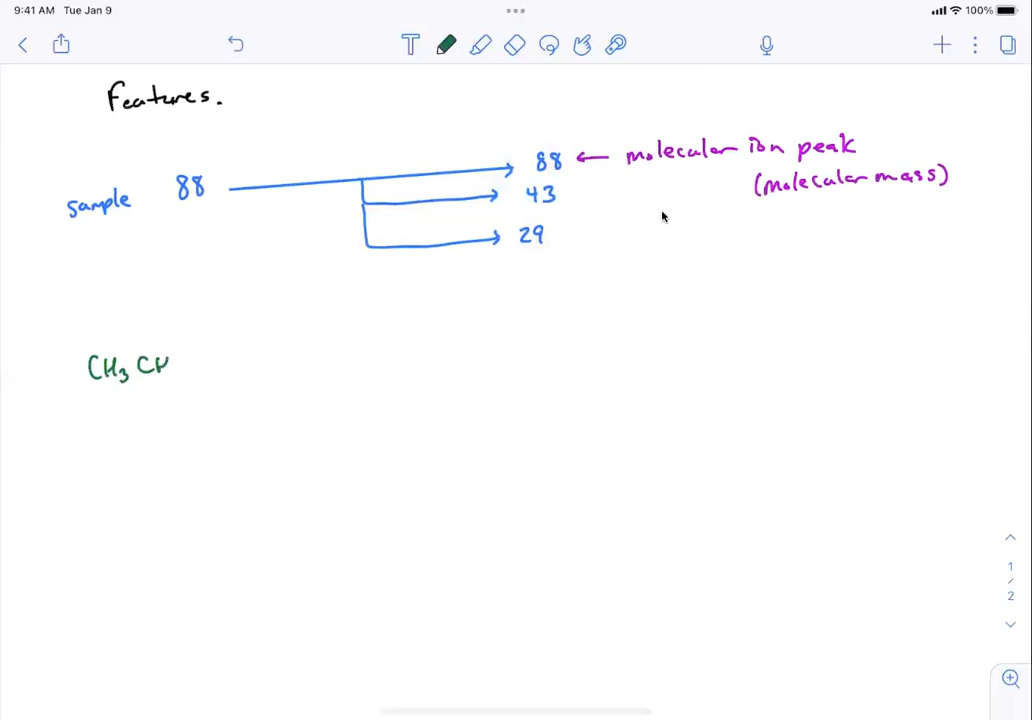 9:41 AM Tue Jan 9
100%
T
Features.
sample 88 88 ← molecular ion peak
(molecular mass)
43
29
CH₃ CH
1
/
2